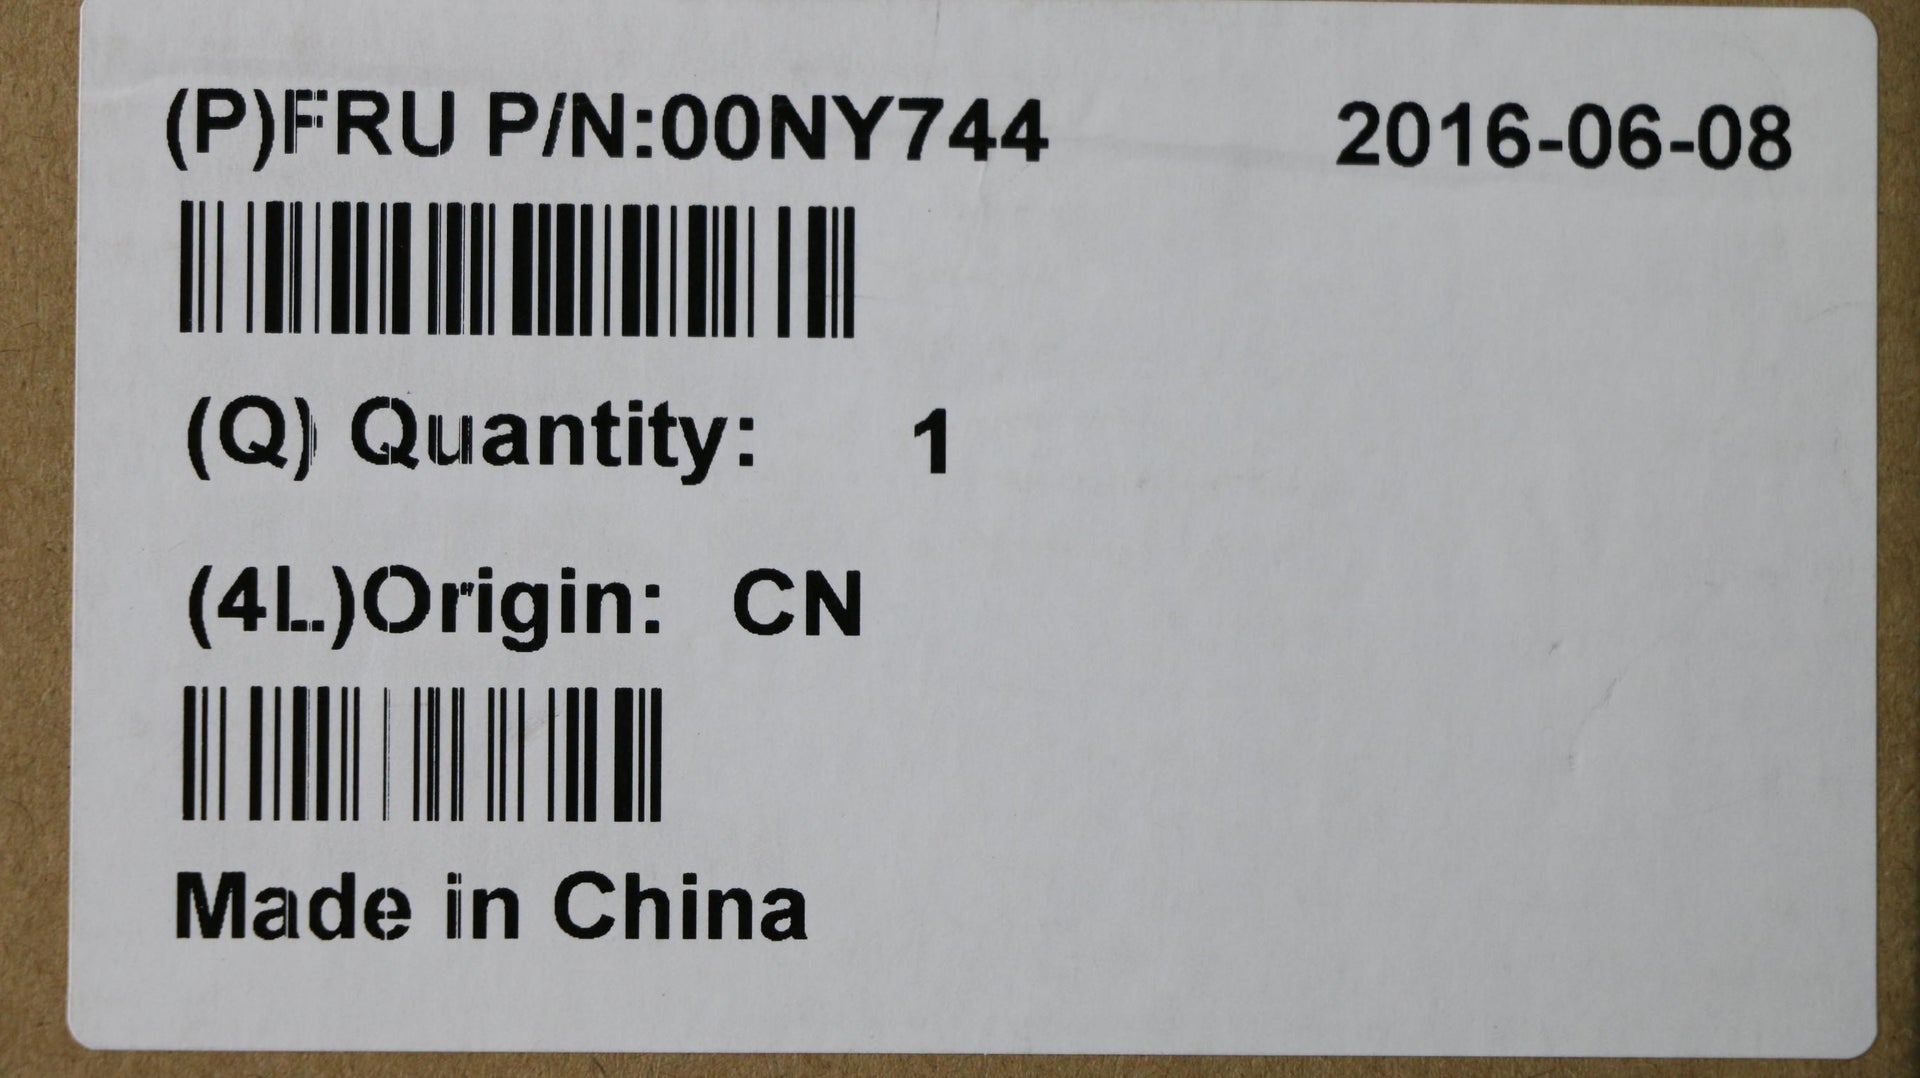 (P)FRU P/N:00NY744 2016-06-08
(Q) Quantity: 1
(4L)Origin: CN
Made in China